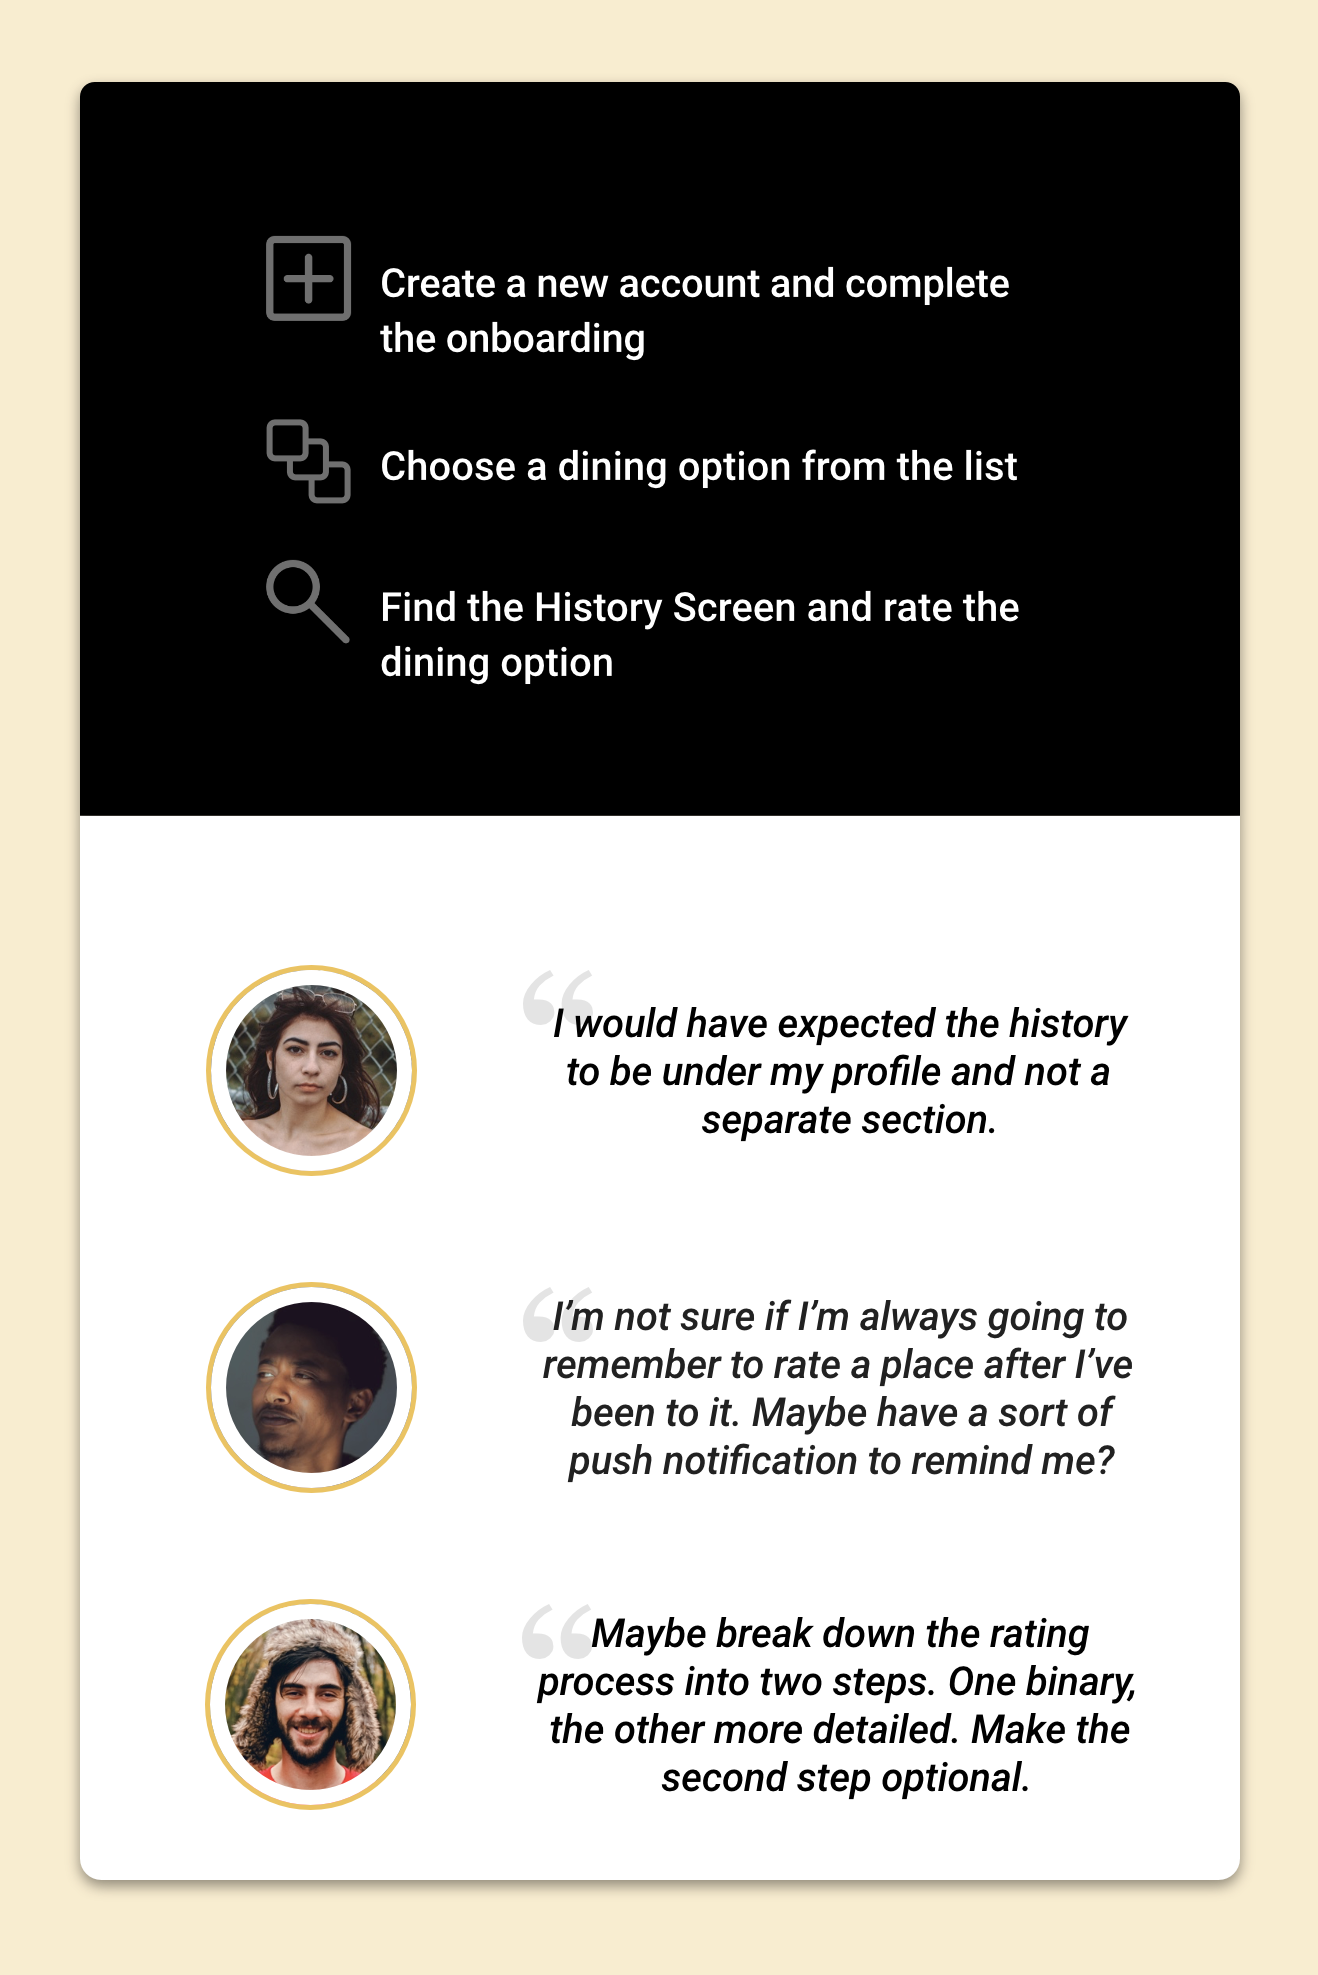 Create a new account and complete
the onboarding
Choose a dining option from the list
Find the History Screen and rate the
dining option
“I would have expected the history
to be under my profile and not a
separate section.
“I’m not sure if I’m always going to
remember to rate a place after I’ve
been to it. Maybe have a sort of
push notification to remind me?
“Maybe break down the rating
process into two steps. One binary,
the other more detailed. Make the
second step optional.